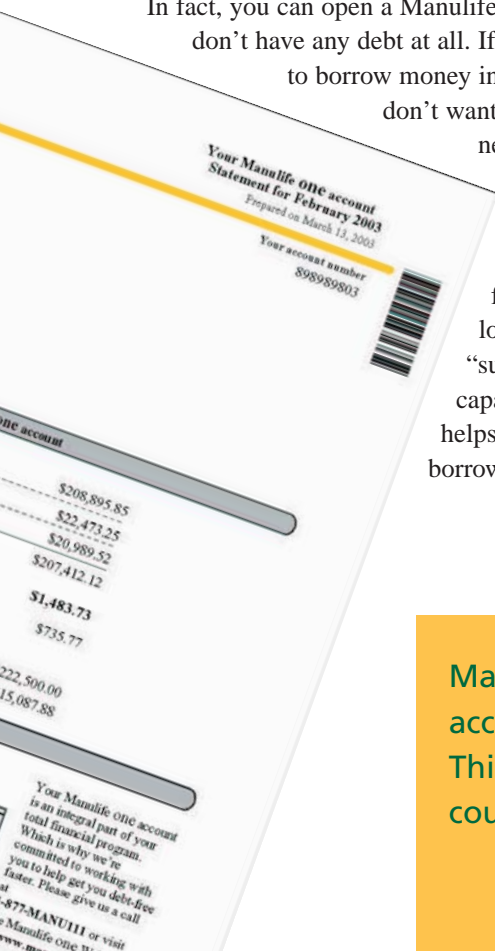 In fact, you can open a Manulife
don’t have any debt at all. If
to borrow money in
don’t want
Your Manulife one account
Statement for February 2003
Prepared on March 13, 2003
Your account number
898989803
“su
capa
helps
borrow
one account
$208,895.85
$22,473.25
$20,989.52
$207,412.12
$1,483.73
$735.77
222,500.00
15,087.88
Your Manulife one account
is an integral part of your
total financial program.
Which is why we’re
committed to working with
you to help get you debt-free
faster. Please give us a call
at
-877-MANU111 or visit
Manulife one
Ma
acc
Thi
cou